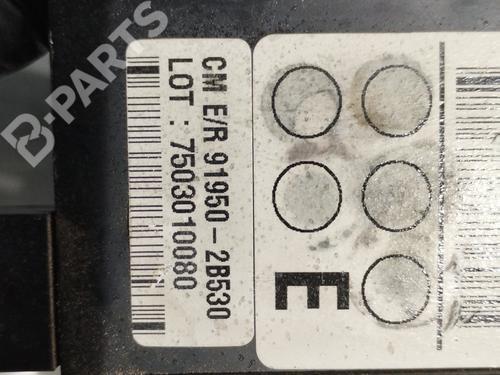 CM E/R 91950-2B530
LOT : 7503010080
E
B-PARTS